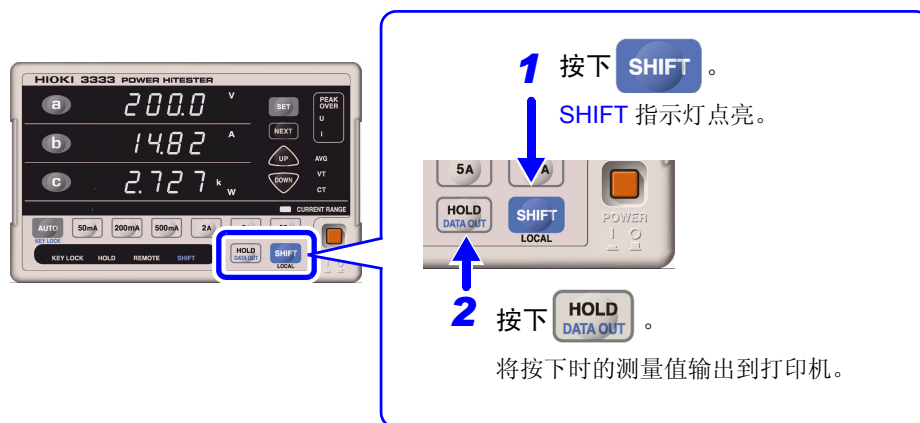 HIOKI 3333 POWER HITESTER
a 200.0 V
b 14.82 A
c 2.727 k W
SET
NEXT
UP
DOWN
PEAK
OVER
U
I
AVG
VT
CT
CURRENT RANGE
AUTO 50mA 200mA 500mA 2A
KEY LOCK
HOLD
DATA OUT
SHIFT
LOCAL
KEY LOCK HOLD REMOTE SHIFT
1 按下 SHIFT 。
SHIFT 指示灯点亮。
5A A
HOLD
DATA OUT
SHIFT
LOCAL
POWER
2 按下 HOLD DATA OUT 。
将按下时的测量值输出到打印机。